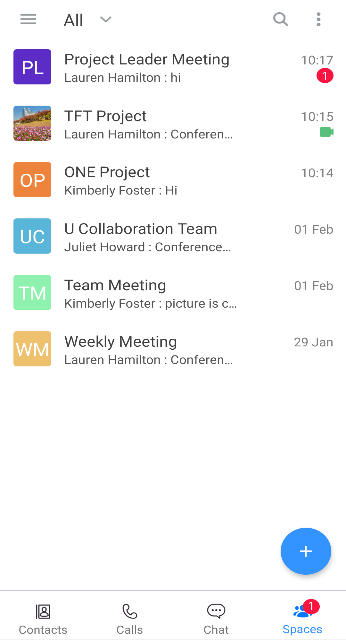 All
PL Project Leader Meeting 10:17
Lauren Hamilton : hi 1
TFT Project 10:15
Lauren Hamilton : Conferen...
OP ONE Project 10:14
Kimberly Foster : Hi
UC U Collaboration Team 01 Feb
Juliet Howard : Conference...
TM Team Meeting 01 Feb
Kimberly Foster : picture is c...
WM Weekly Meeting 29 Jan
Lauren Hamilton : Conferen...
+
1
Contacts Calls Chat Spaces